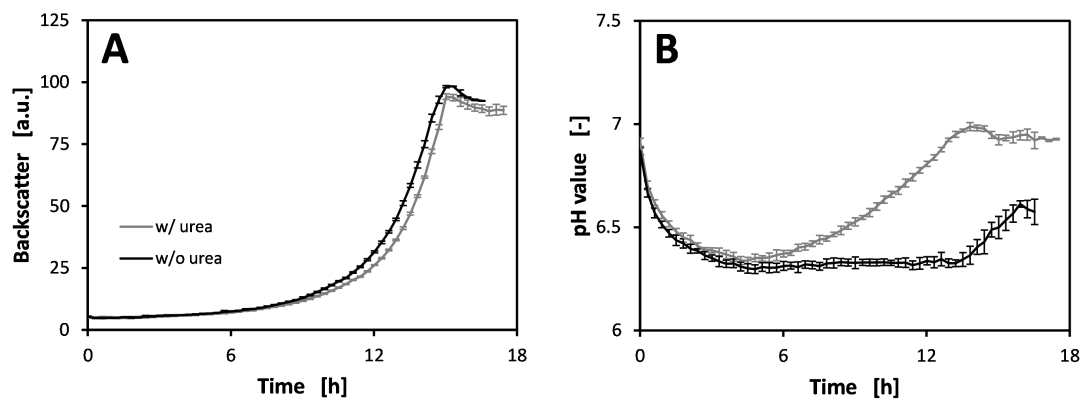 A
125
100
75
50
25
0
Backscatter [a.u.]
w/ urea
w/o urea
0 6 12 18
Time [h]
B
7.5
7
6.5
6
pH value [-]
0 6 12 18
Time [h]